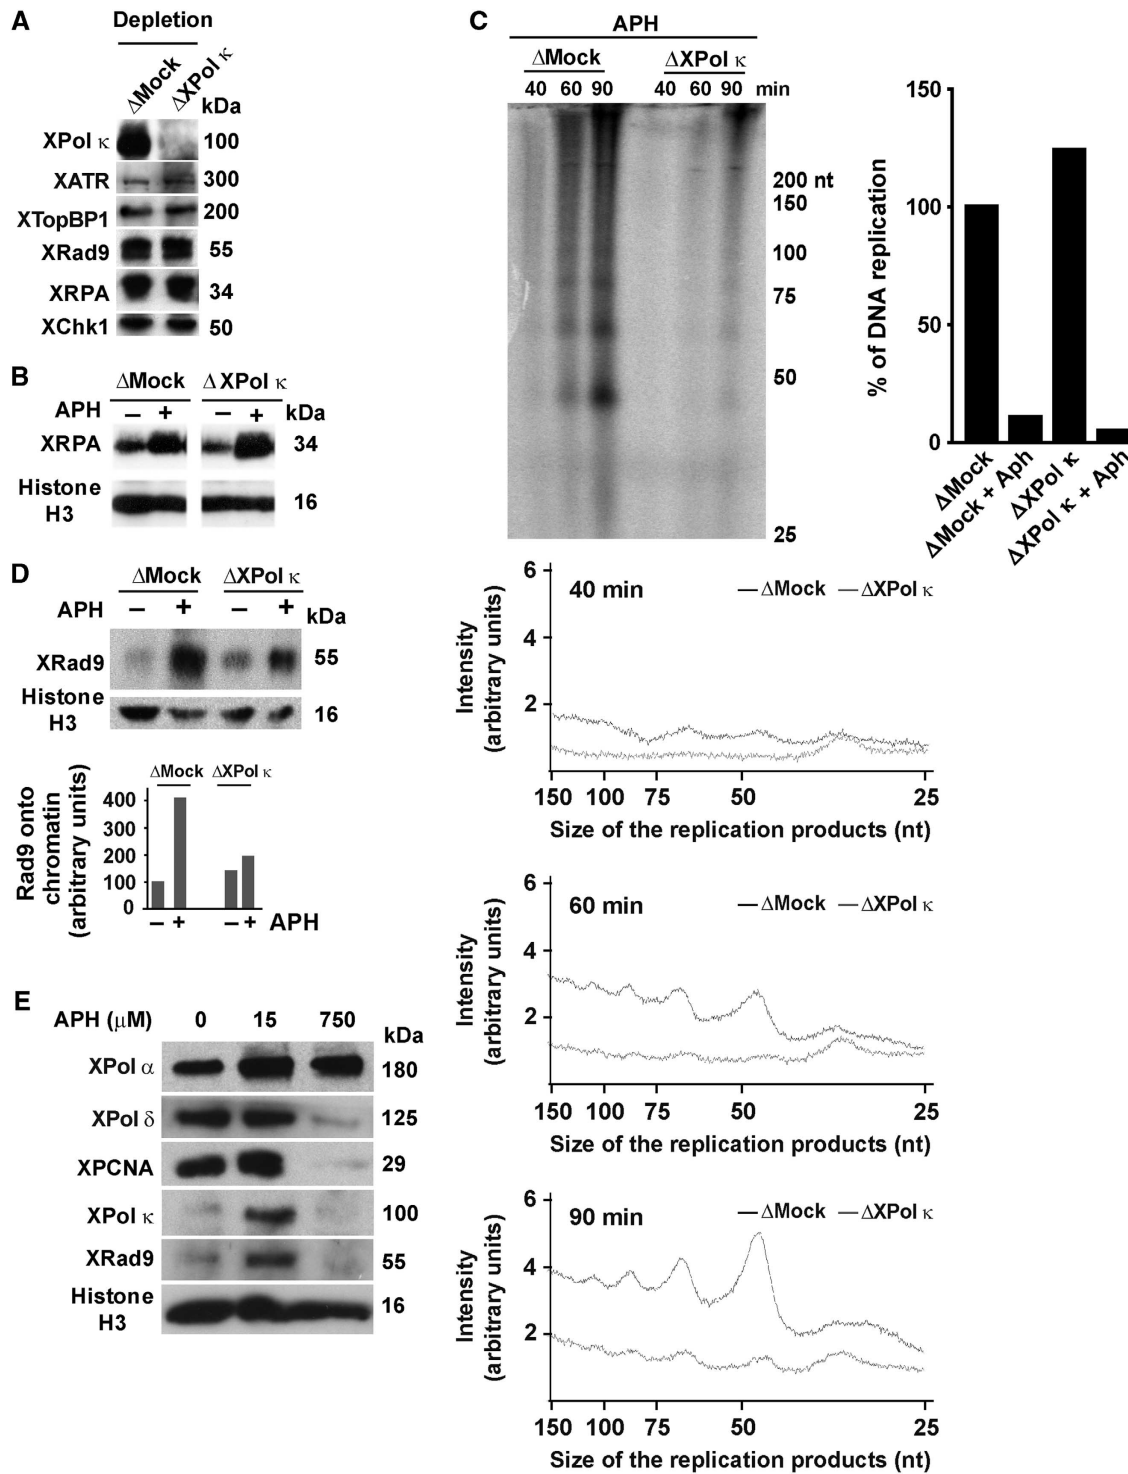 A
Depletion
ΔMock
ΔXPol κ
kDa
XPol κ 100
XATR 300
XTopBP1 200
XRad9 55
XRPA 34
XChk1 50
B
ΔMock Δ XPol κ
APH – + – + kDa
XRPA 34
Histone H3 16
C
APH
ΔMock ΔXPol κ
40 60 90 40 60 90 min
200 nt
150
100
75
50
25
% of DNA replication
150
100
50
0
ΔMock
ΔMock + Aph
ΔXPol κ
ΔXPol κ + Aph
D
ΔMock ΔXPol κ
APH – + – + kDa
XRad9 55
Histone H3 16
ΔMock ΔXPol κ
Rad9 onto
chromatin
(arbitrary units)
400
300
200
100
0
– + – + APH
40 min
ΔMock ΔXPol κ
Intensity
(arbitrary units)
6
4
2
150 100 75 50 25
Size of the replication products (nt)
60 min
ΔMock ΔXPol κ
Intensity
(arbitrary units)
6
4
2
150 100 75 50 25
Size of the replication products (nt)
90 min
ΔMock ΔXPol κ
Intensity
(arbitrary units)
6
4
2
150 100 75 50 25
Size of the replication products (nt)
E
APH (μM) 0 15 750 kDa
XPol α 180
XPol δ 125
XPCNA 29
XPol κ 100
XRad9 55
Histone H3 16